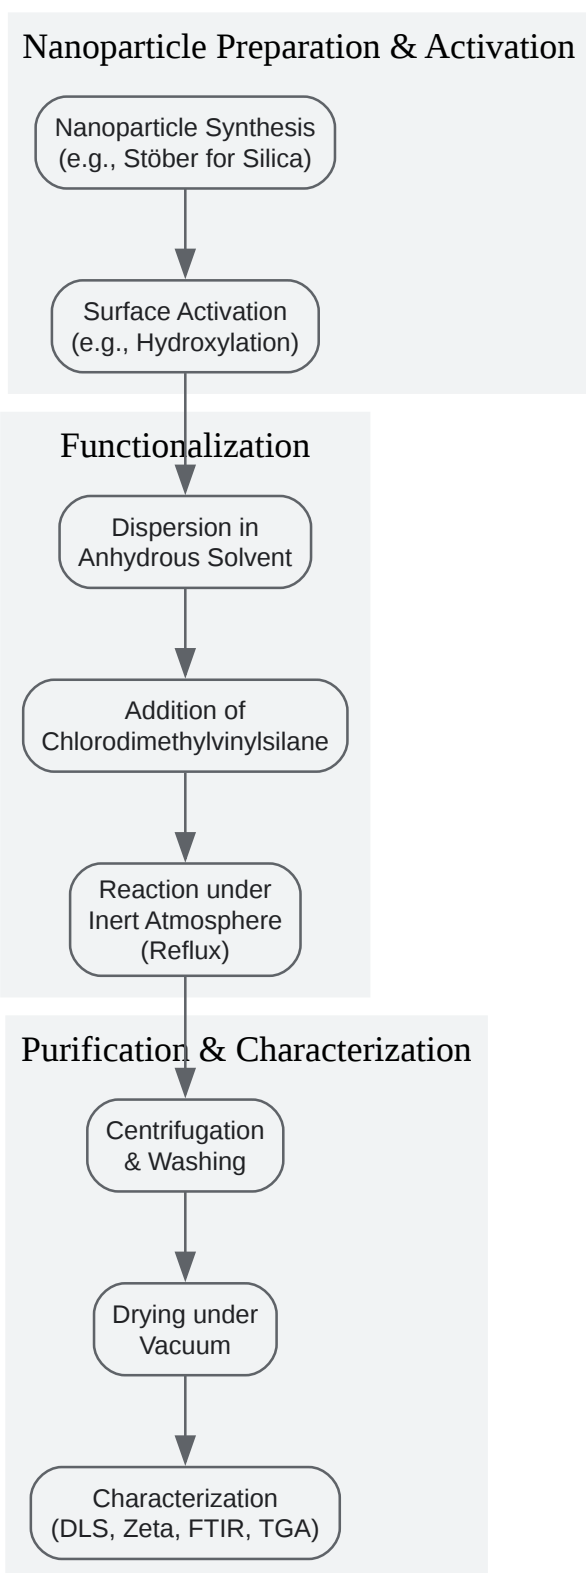 Nanoparticle Preparation & Activation
Nanoparticle Synthesis
(e.g., Stöber for Silica)
Surface Activation
(e.g., Hydroxylation)
Functionalization
Dispersion in
Anhydrous Solvent
Addition of
Chlorodimethylvinylsilane
Reaction under
Inert Atmosphere
(Reflux)
Purification & Characterization
Centrifugation
& Washing
Drying under
Vacuum
Characterization
(DLS, Zeta, FTIR, TGA)